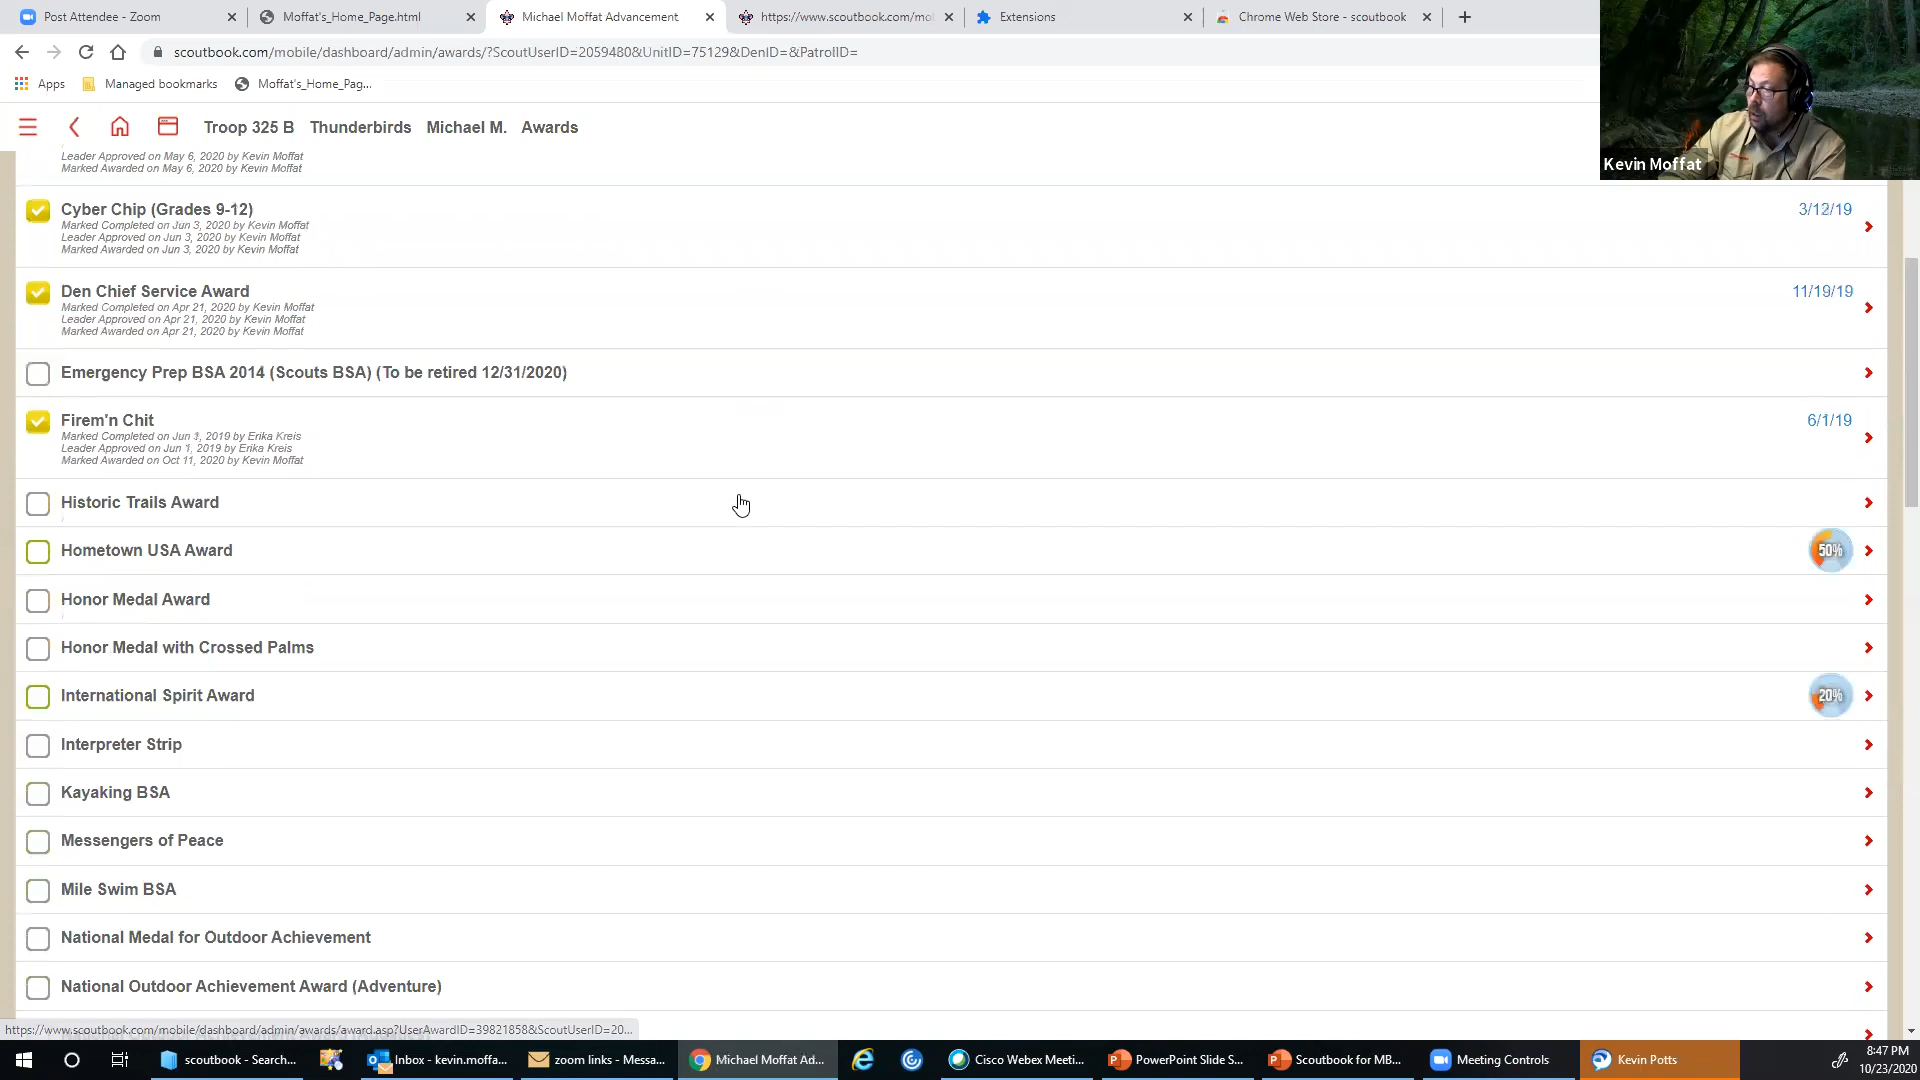 Post Attendee - Zoom
Moffat's_Home_Page.html
Michael Moffat Advancement
https://www.scoutbook.com/mo
Extensions
Chrome Web Store - scoutbook
scoutbook.com/mobile/dashboard/admin/awards/?ScoutUserID=2059480&UnitID=75129&DenID=&PatrolID=
Apps
Managed bookmarks
Moffat's_Home_Pag...
Troop 325 B Thunderbirds Michael M. Awards
Kevin Moffat
Leader Approved on May 6, 2020 by Kevin Moffat
Marked Awarded on May 6, 2020 by Kevin Moffat
Cyber Chip (Grades 9-12)
3/12/19
Marked Completed on Jun 3, 2020 by Kevin Moffat
Leader Approved on Jun 3, 2020 by Kevin Moffat
Marked Awarded on Jun 3, 2020 by Kevin Moffat
Den Chief Service Award
11/19/19
Marked Completed on Apr 21, 2020 by Kevin Moffat
Leader Approved on Apr 21, 2020 by Kevin Moffat
Marked Awarded on Apr 21, 2020 by Kevin Moffat
Emergency Prep BSA 2014 (Scouts BSA) (To be retired 12/31/2020)
Firem'n Chit
6/1/19
Marked Completed on Jun 1, 2019 by Erika Kreis
Leader Approved on Jun 1, 2019 by Erika Kreis
Marked Awarded on Oct 11, 2020 by Kevin Moffat
Historic Trails Award
Hometown USA Award
50%
Honor Medal Award
Honor Medal with Crossed Palms
International Spirit Award
20%
Interpreter Strip
Kayaking BSA
Messengers of Peace
Mile Swim BSA
National Medal for Outdoor Achievement
National Outdoor Achievement Award (Adventure)
https://www.scoutbook.com/mobile/dashboard/admin/awards/award.asp?UserAwardID=39821858&ScoutUserID=20...
scoutbook - Search...
Inbox - kevin.moffa...
zoom links - Messa...
Michael Moffat Ad...
Cisco Webex Meeti...
PowerPoint Slide S...
Scoutbook for MB...
Meeting Controls
Kevin Potts
8:47 PM
10/23/2020